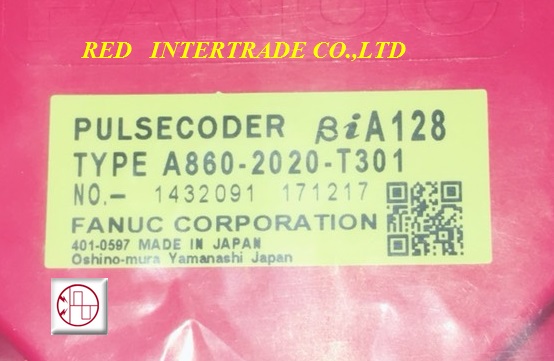 FANUC
RED INTERTRADE CO.,LTD
PULSECODER βiA128
TYPE A860-2020-T301
NO.- 1432091 171217
FANUC CORPORATION
401-0597 MADE IN JAPAN
Oshino-mura Yamanashi Japan